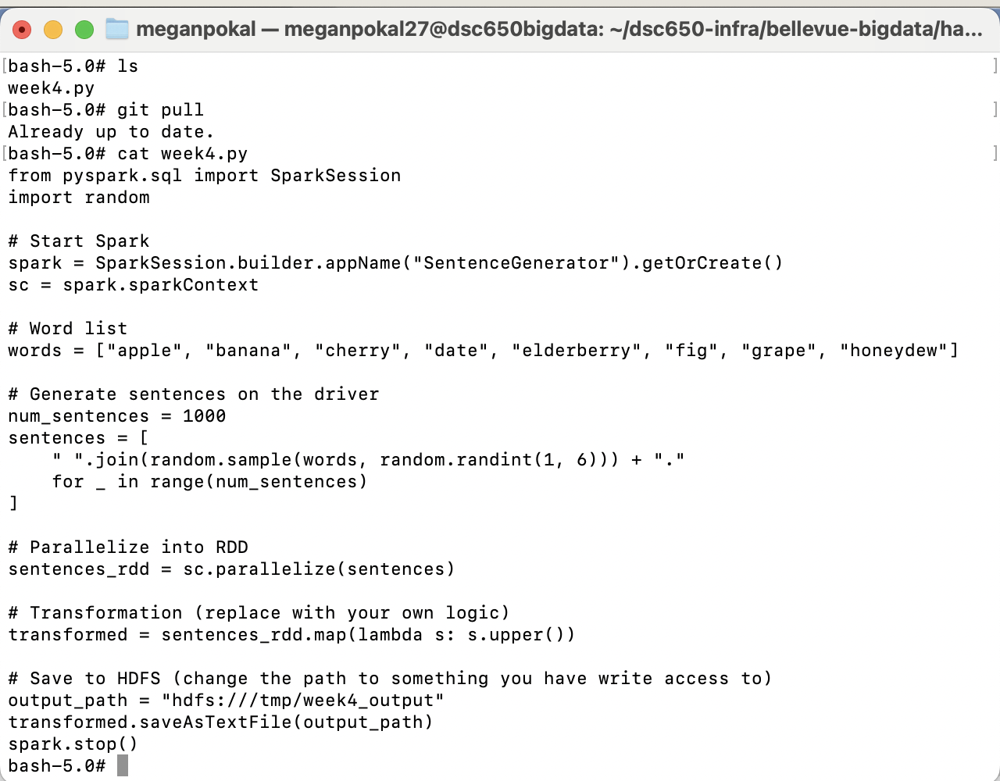 meganpokal — meganpokal27@dsc650bigdata: ~/dsc650-infra/bellevue-bigdata/ha...
[bash-5.0# ls ]
week4.py
[bash-5.0# git pull ]
Already up to date.
[bash-5.0# cat week4.py ]
from pyspark.sql import SparkSession
import random

# Start Spark
spark = SparkSession.builder.appName("SentenceGenerator").getOrCreate()
sc = spark.sparkContext

# Word list
words = ["apple", "banana", "cherry", "date", "elderberry", "fig", "grape", "honeydew"]

# Generate sentences on the driver
num_sentences = 1000
sentences = [
    " ".join(random.sample(words, random.randint(1, 6))) + "."
    for _ in range(num_sentences)
]

# Parallelize into RDD
sentences_rdd = sc.parallelize(sentences)

# Transformation (replace with your own logic)
transformed = sentences_rdd.map(lambda s: s.upper())

# Save to HDFS (change the path to something you have write access to)
output_path = "hdfs:///tmp/week4_output"
transformed.saveAsTextFile(output_path)
spark.stop()
bash-5.0#